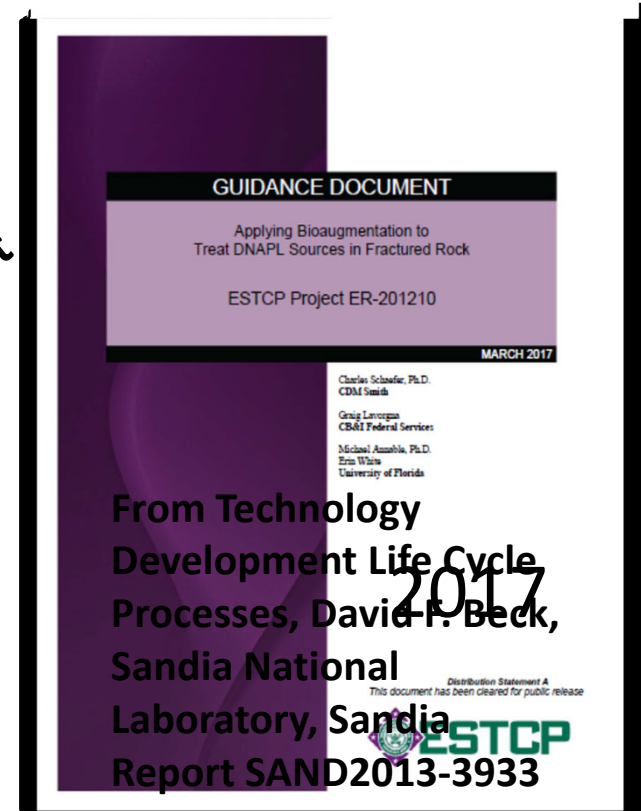 GUIDANCE DOCUMENT
Applying Bioaugmentation to
Treat DNAPL Sources in Fractured Rock
ESTCP Project ER-201210
MARCH 2017
Charles Schaefer, Ph.D.
CDM Smith
Graig Lavorgna
CB&I Federal Services
Michael Annable, Ph.D.
Erin White
University of Florida
From Technology
Development Life Cycle
2017
Processes, David F. Beck,
Sandia National
Distribution Statement A
This document has been cleared for public release
Laboratory, Sandia
ESTCP
Report SAND2013-3933